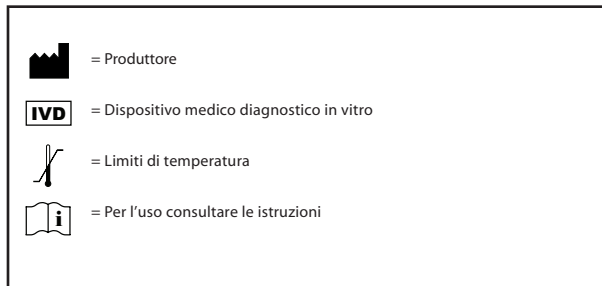 = Produttore
IVD = Dispositivo medico diagnostico in vitro
= Limiti di temperatura
i = Per l'uso consultare le istruzioni